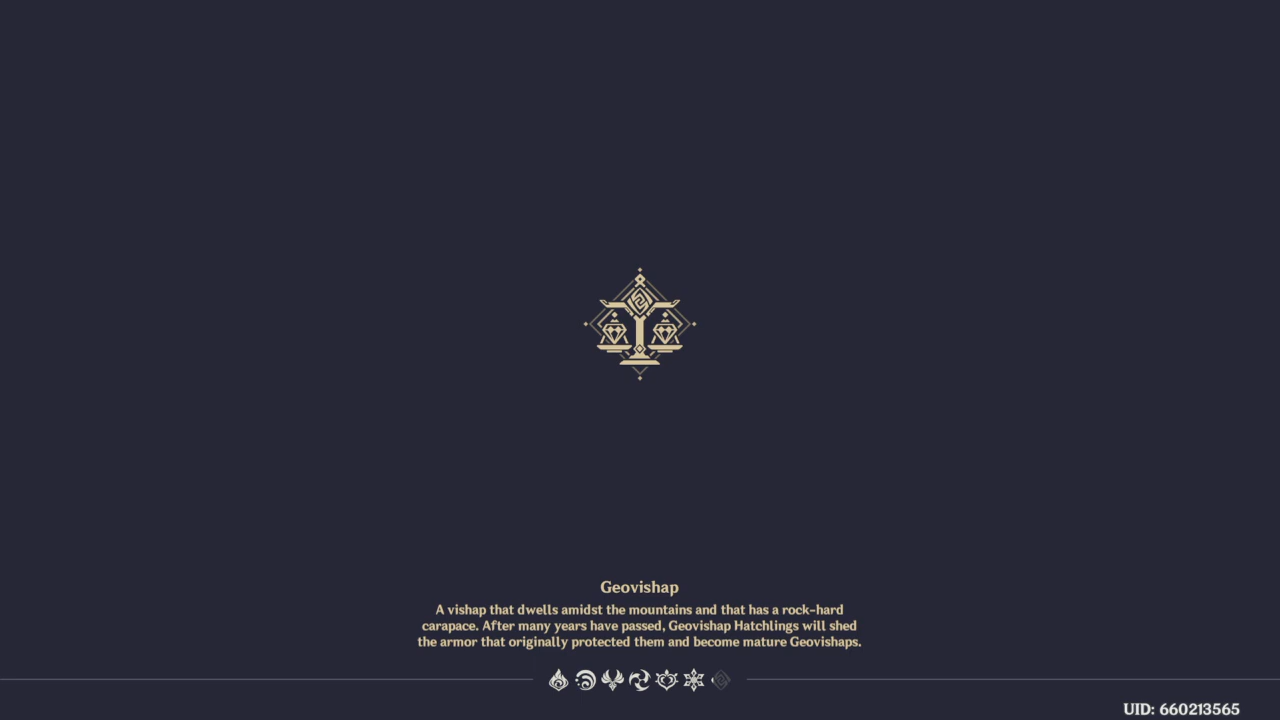 Geovishap
A vishap that dwells amidst the mountains and that has a rock-hard
carapace. After many years have passed, Geovishap Hatchlings will shed
the armor that originally protected them and become mature Geovishaps.
UID: 660213565